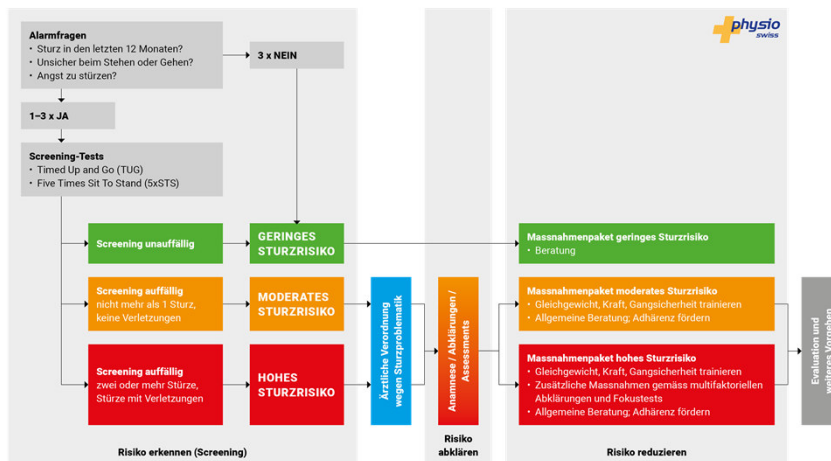 physio
swiss
Alarmfragen
• Sturz in den letzten 12 Monaten?
• Unsicher beim Stehen oder Gehen?
• Angst zu stürzen?
3 x NEIN
1–3 x JA
Screening-Tests
• Timed Up and Go (TUG)
• Five Times Sit To Stand (5xSTS)
Screening unauffällig
GERINGES
STURZRISIKO
Massnahmenpaket geringes Sturzrisiko
• Beratung
Screening auffällig
nicht mehr als 1 Sturz,
keine Verletzungen
MODERATES
STURZRISIKO
Screening auffällig
zwei oder mehr Stürze,
Stürze mit Verletzungen
HOHES
STURZRISIKO
Ärztliche Verordnung
wegen Sturzproblematik
Anamnese / Abklärungen /
Assessments
Massnahmenpaket moderates Sturzrisiko
• Gleichgewicht, Kraft, Gangsicherheit trainieren
• Allgemeine Beratung; Adhärenz fördern
Massnahmenpaket hohes Sturzrisiko
• Gleichgewicht, Kraft, Gangsicherheit trainieren
• Zusätzliche Massnahmen gemäss multifaktoriellen
Abklärungen und Fokustests
• Allgemeine Beratung; Adhärenz fördern
Evaluation und
weiteres Vorgehen
Risiko erkennen (Screening)
Risiko
abklären
Risiko reduzieren